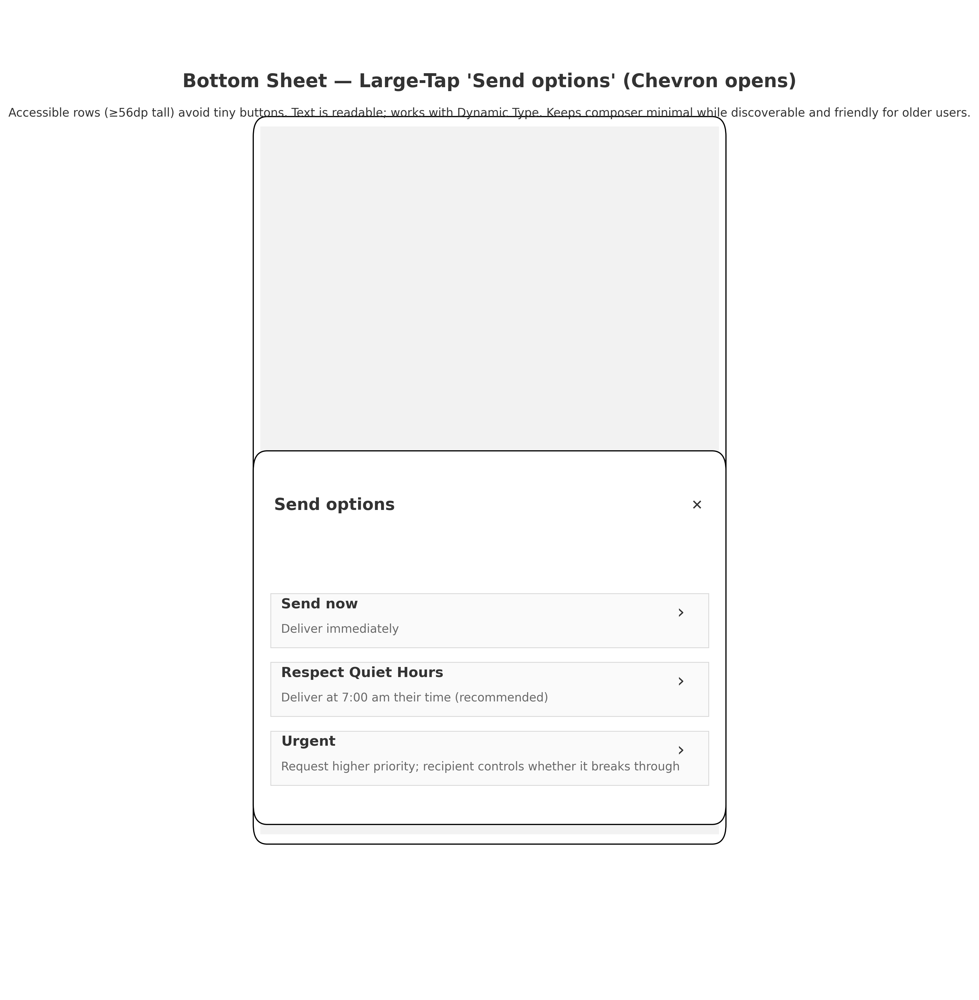 Bottom Sheet — Large-Tap 'Send options' (Chevron opens)
Accessible rows (≥56dp tall) avoid tiny buttons. Text is readable; works with Dynamic Type. Keeps composer minimal while discoverable and friendly for older users.
Send options ✕
Send now ›
Deliver immediately
Respect Quiet Hours ›
Deliver at 7:00 am their time (recommended)
Urgent ›
Request higher priority; recipient controls whether it breaks through